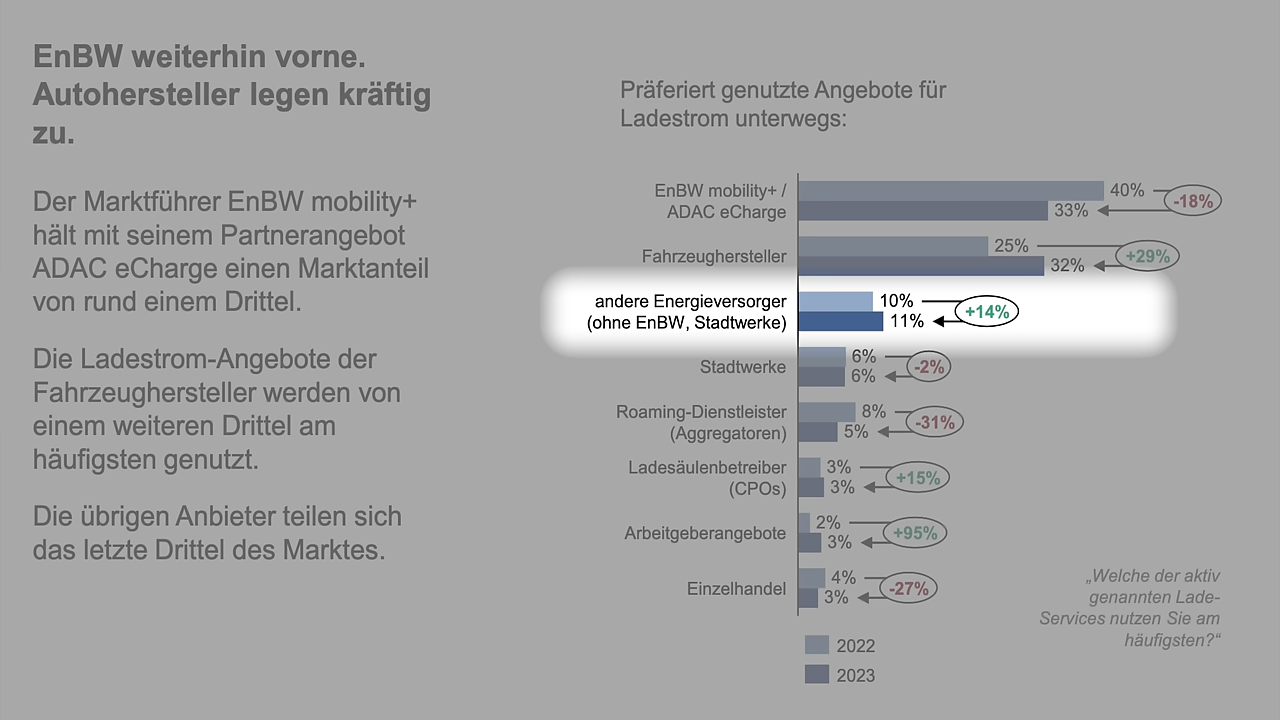 EnBW weiterhin vorne.
Autohersteller legen kräftig
zu.
Der Marktführer EnBW mobility+
hält mit seinem Partnerangebot
ADAC eCharge einen Marktanteil
von rund einem Drittel.
Die Ladestrom-Angebote der
Fahrzeughersteller werden von
einem weiteren Drittel am
häufigsten genutzt.
Die übrigen Anbieter teilen sich
das letzte Drittel des Marktes.
Präferiert genutzte Angebote für
Ladestrom unterwegs:
EnBW mobility+ /
ADAC eCharge
40%
33%
-18%
Fahrzeughersteller
25%
32%
+29%
andere Energieversorger
(ohne EnBW, Stadtwerke)
10%
11%
+14%
Stadtwerke
6%
6%
-2%
Roaming-Dienstleister
(Aggregatoren)
8%
5%
-31%
Ladesäulenbetreiber
(CPOs)
3%
3%
+15%
Arbeitgeberangebote
2%
3%
+95%
Einzelhandel
4%
3%
-27%
2022
2023
„Welche der aktiv
genannten Lade-
Services nutzen Sie am
häufigsten?“